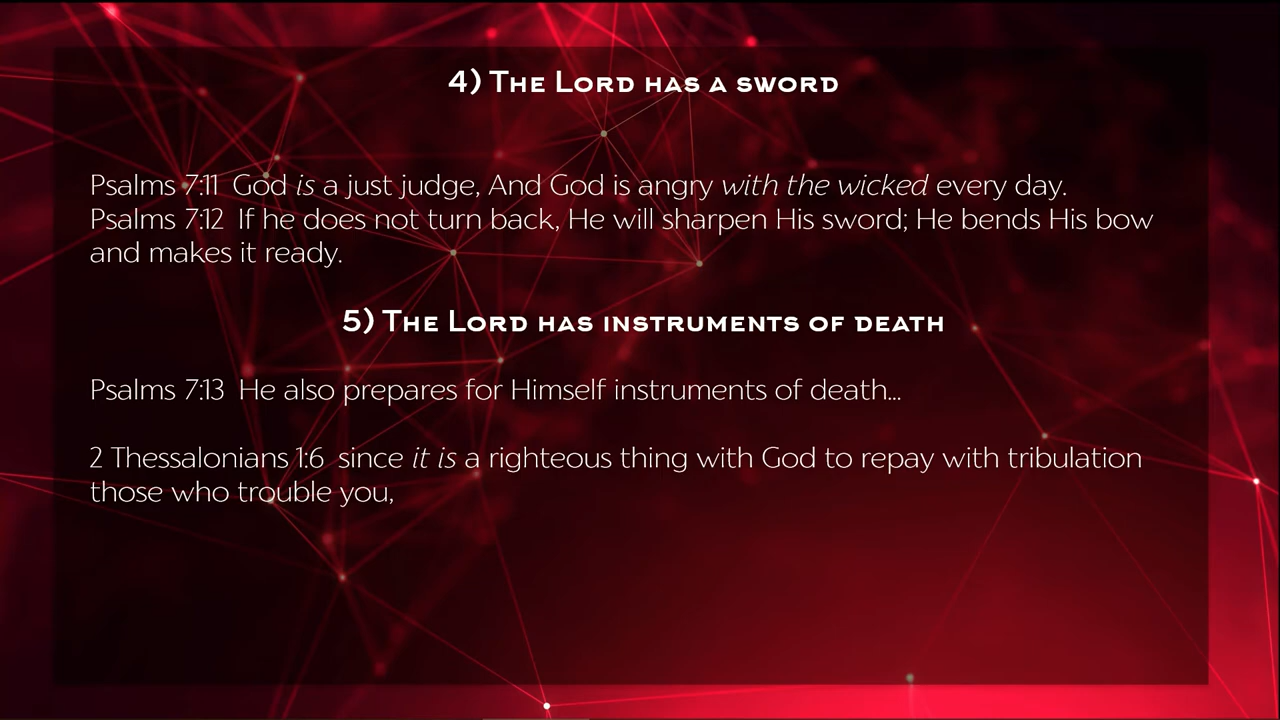 4) The Lord has a sword
Psalms 7:11 God is a just judge, And God is angry with the wicked every day.
Psalms 7:12 If he does not turn back, He will sharpen His sword; He bends His bow
and makes it ready.
5) The Lord has instruments of death
Psalms 7:13 He also prepares for Himself instruments of death...
2 Thessalonians 1:6 since it is a righteous thing with God to repay with tribulation
those who trouble you,